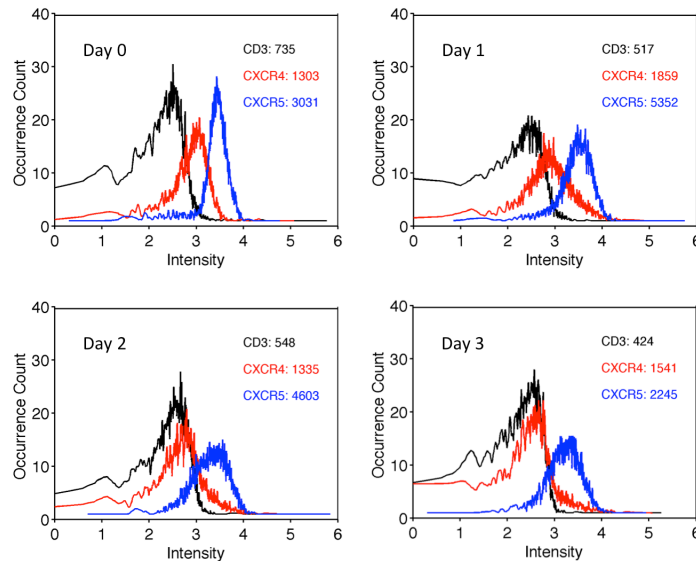 Day 0
CD3: 735
CXCR4: 1303
CXCR5: 3031
40
30
20
10
0
Occurrence Count
0 1 2 3 4 5 6
Intensity
Day 1
CD3: 517
CXCR4: 1859
CXCR5: 5352
40
30
20
10
0
Occurrence Count
0 1 2 3 4 5 6
Intensity
Day 2
CD3: 548
CXCR4: 1335
CXCR5: 4603
40
30
20
10
0
Occurrence Count
0 1 2 3 4 5 6
Intensity
Day 3
CD3: 424
CXCR4: 1541
CXCR5: 2245
40
30
20
10
0
Occurrence Count
0 1 2 3 4 5 6
Intensity